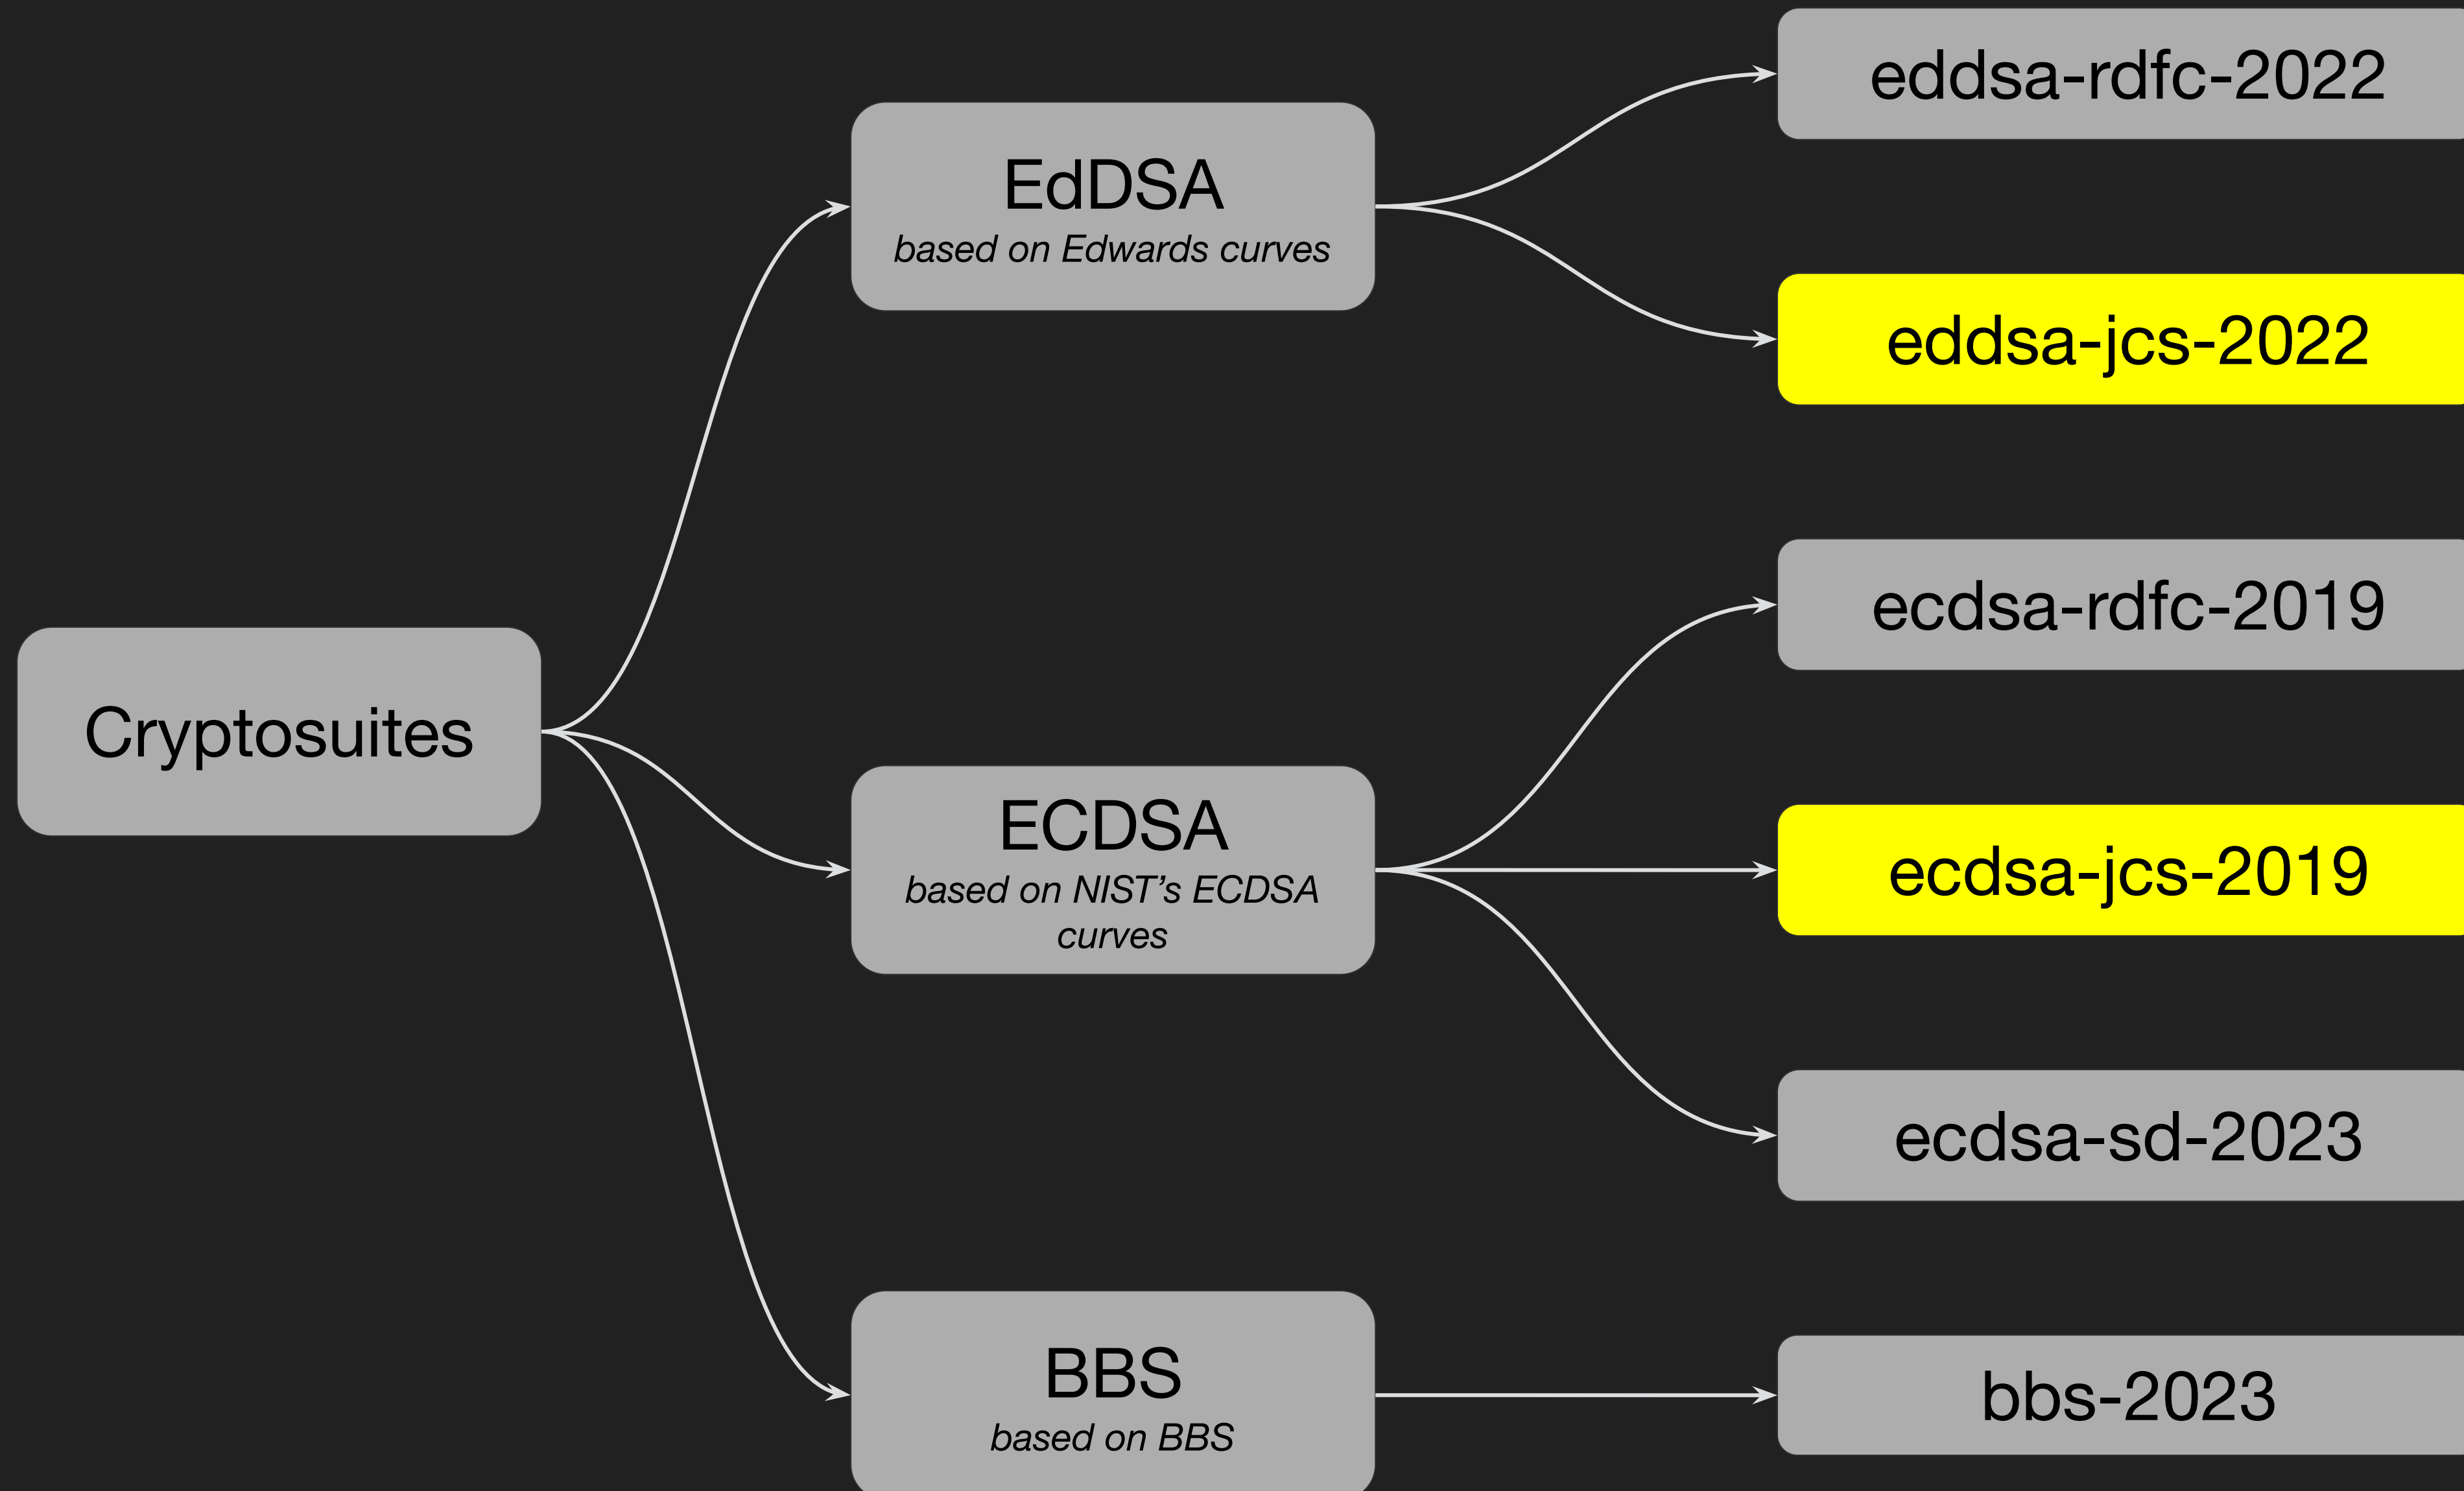 Cryptosuites
EdDSA
based on Edwards curves
eddsa-rdfc-2022
eddsa-jcs-2022
ECDSA
based on NIST’s ECDSA
curves
ecdsa-rdfc-2019
ecdsa-jcs-2019
ecdsa-sd-2023
BBS
based on BBS
bbs-2023